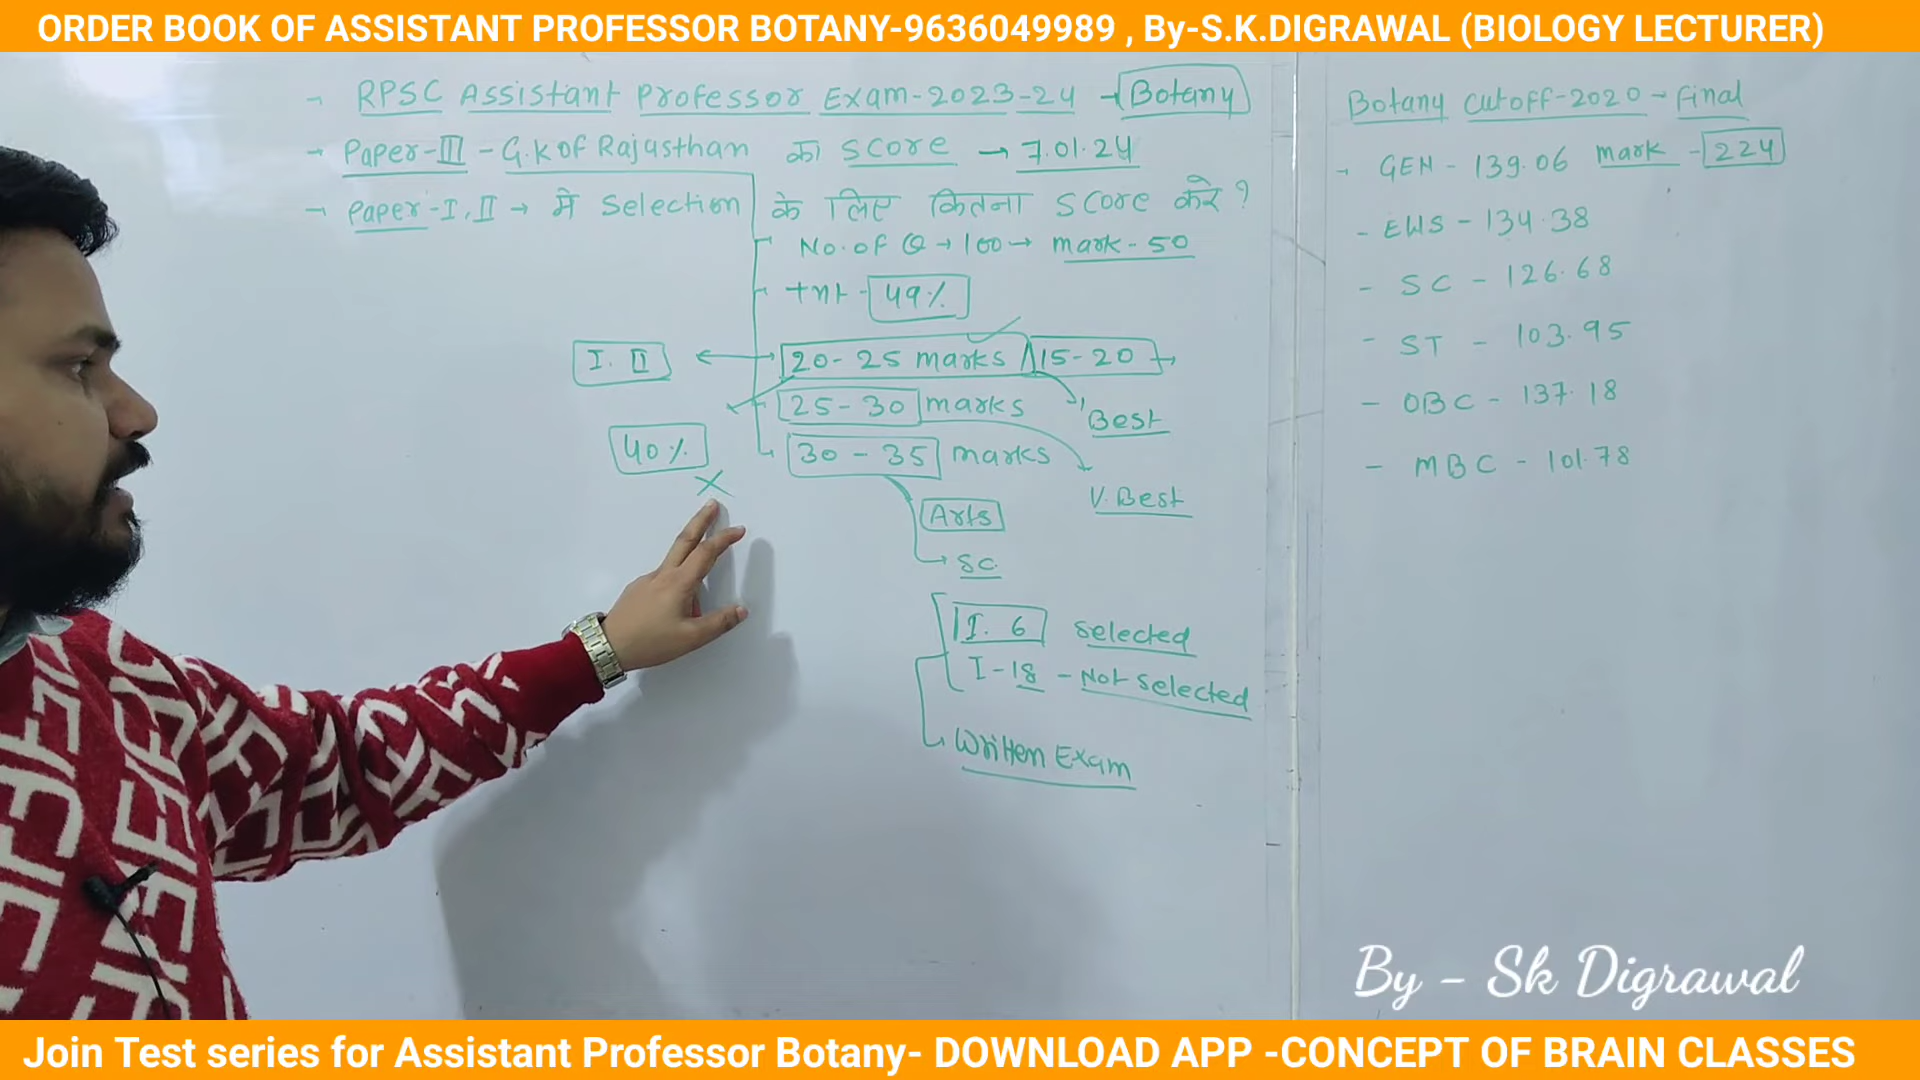 ORDER BOOK OF ASSISTANT PROFESSOR BOTANY-9636049989 , By-S.K.DIGRAWAL (BIOLOGY LECTURER)
- RPSC Assistant Professor Exam-2023-24 → Botany
→ Paper-III - G.K of Rajasthan का Score → 7.01.24
→ Paper-I, II → मे Selection के लिए कितना Score करे ?
No. of Q → 100 → mark - 50
49%
I. II
20-25 marks
15-20
25-30 marks
Best
40%
30-35 marks
V. Best
Arts
SC
I. 6 Selected
I-18 - Not Selected
Written Exam
Botany Cutoff-2020 - Final
→ GEN - 139.06 mark - 224
- EWS - 134.38
- SC - 126.68
- ST - 103.95
- OBC - 137.18
- MBC - 101.78
By - Sk Digrawal
Join Test series for Assistant Professor Botany- DOWNLOAD APP -CONCEPT OF BRAIN CLASSES